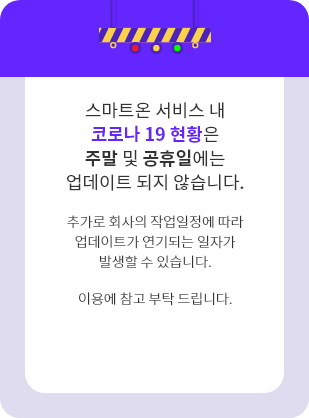 스마트온 서비스 내
코로나 19 현황은
주말 및 공휴일에는
업데이트 되지 않습니다.
추가로 회사의 작업일정에 따라
업데이트가 연기되는 일자가
발생할 수 있습니다.
이용에 참고 부탁 드립니다.